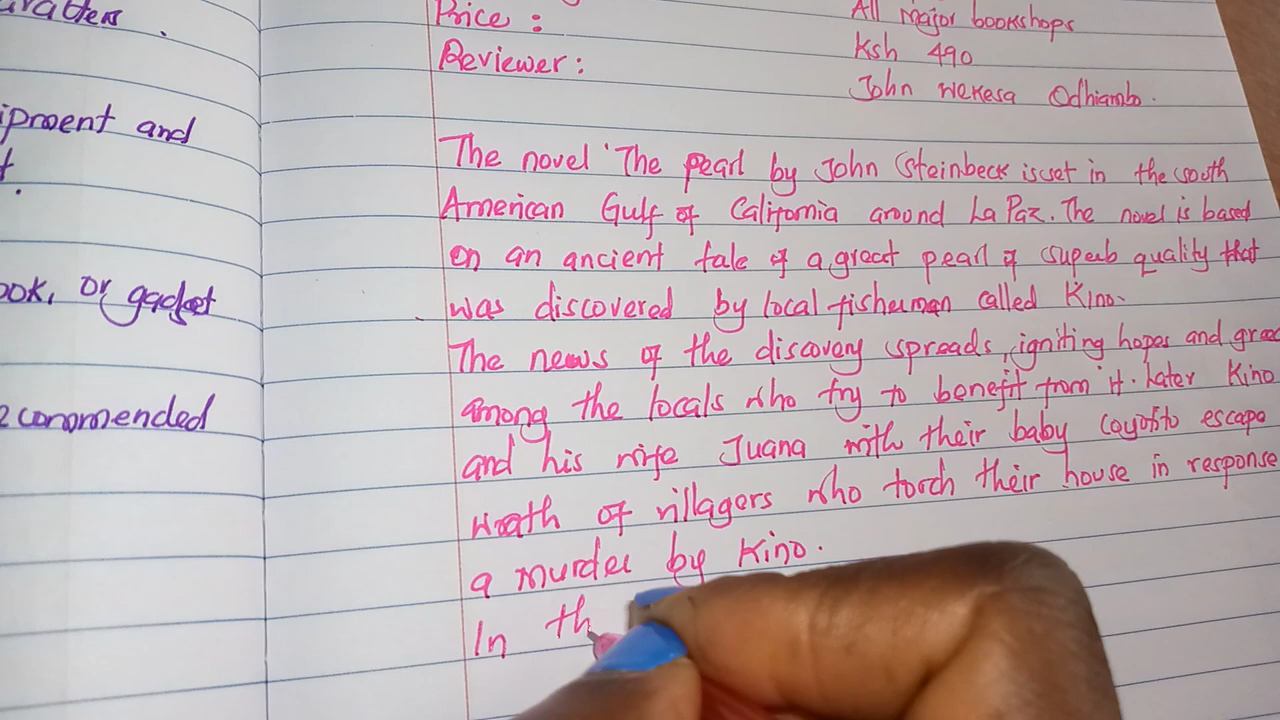 Price :
All major bookshops
Reviewer :
Ksh 490
John Wekesa Odhiambo.
and
t.
or gadget
The novel 'The pearl by John Steinbeck is set in the south
American Gulf of California around La Paz. The novel is based
on an ancient tale of a great pearl of superb quality that
was discovered by local fisherman called Kino.
The news of the discovery spreads, igniting hopes and
among the locals who try to benefit from it. Later Kino
and his wife Juana with their baby Coyotito escape
wrath of villagers who torch their house in response
a murder by Kino.
In th